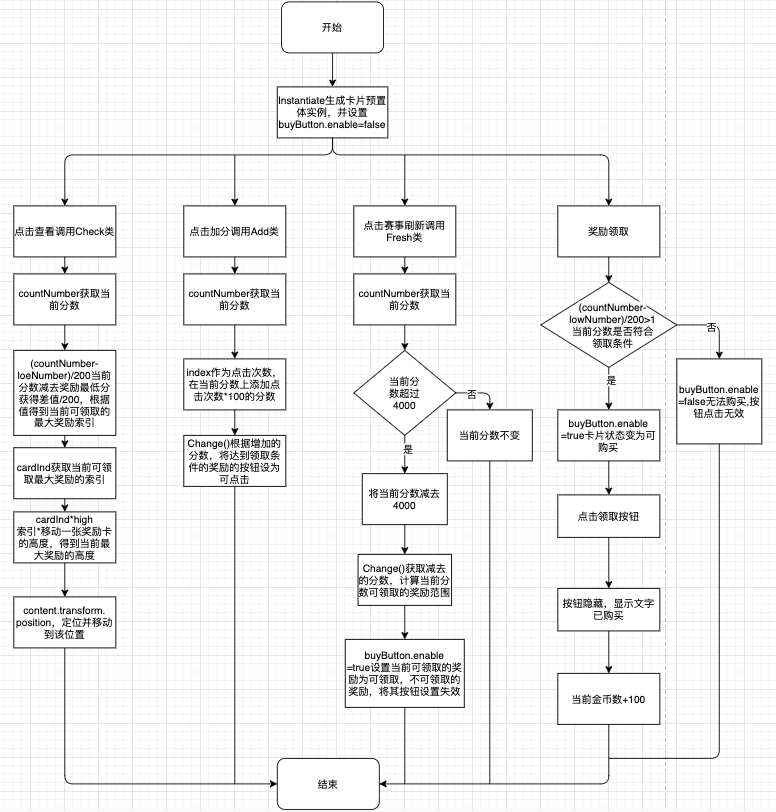 开始
Instantiate生成卡片预置
体实例，并设置
buyButton.enable=false
点击查看调用Check类
countNumber获取当
前分数
(countNumber-
loeNumber)/200当前
分数减去奖励最低分
获得差值/200，根据
值得到当前可领取的
最大奖励索引
cardInd获取当前可领
取最大奖励的索引
cardInd*high
索引*移动一张奖励卡
的高度，得到当前最
大奖励的高度
content.transform.
position，定位并移动
到该位置
点击加分调用Add类
countNumber获取当
前分数
index作为点击次数，
在当前分数上添加点
击次数*100的分数
Change()根据增加的
分数，将达到领取条
件的奖励的按钮设为
可点击
点击赛事刷新调用
Fresh类
countNumber获取当
前分数
当前分
数超过
4000
否
当前分数不变
是
将当前分数减去
4000
Change()获取减去
的分数，计算当前分
数可领取的奖励范围
buyButton.enable
=true设置当前可领取的奖
励为可领取，不可领取的
奖励，将其按钮设置失效
奖励领取
(countNumber-
lowNumber)/200>1
当前分数是否符合
领取条件
否
buyButton.enable
=false无法购买,按
钮点击无效
是
buyButton.enable
=true卡片状态变为可
购买
点击领取按钮
按钮隐藏，显示文字
已购买
当前金币数+100
结束